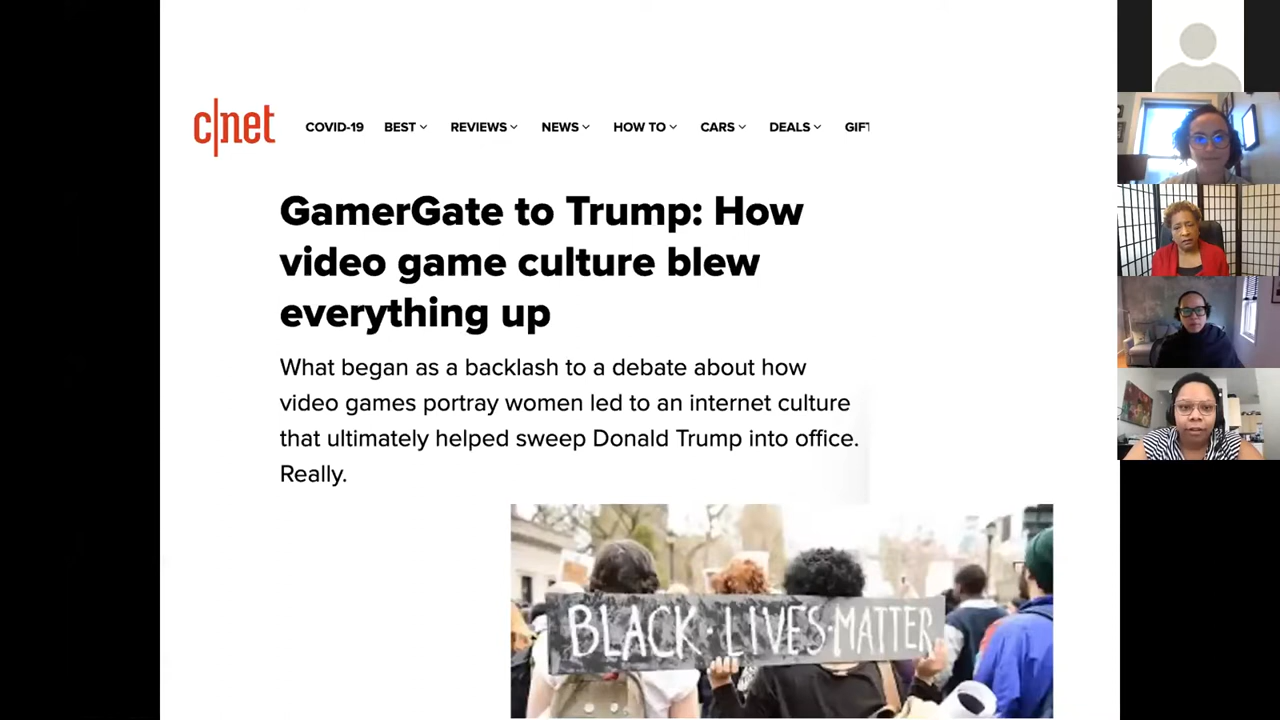 c|net
COVID-19 BEST REVIEWS NEWS HOW TO CARS DEALS GIFT
GamerGate to Trump: How
video game culture blew
everything up
What began as a backlash to a debate about how
video games portray women led to an internet culture
that ultimately helped sweep Donald Trump into office.
Really.
BLACK·LIVES·MATTER